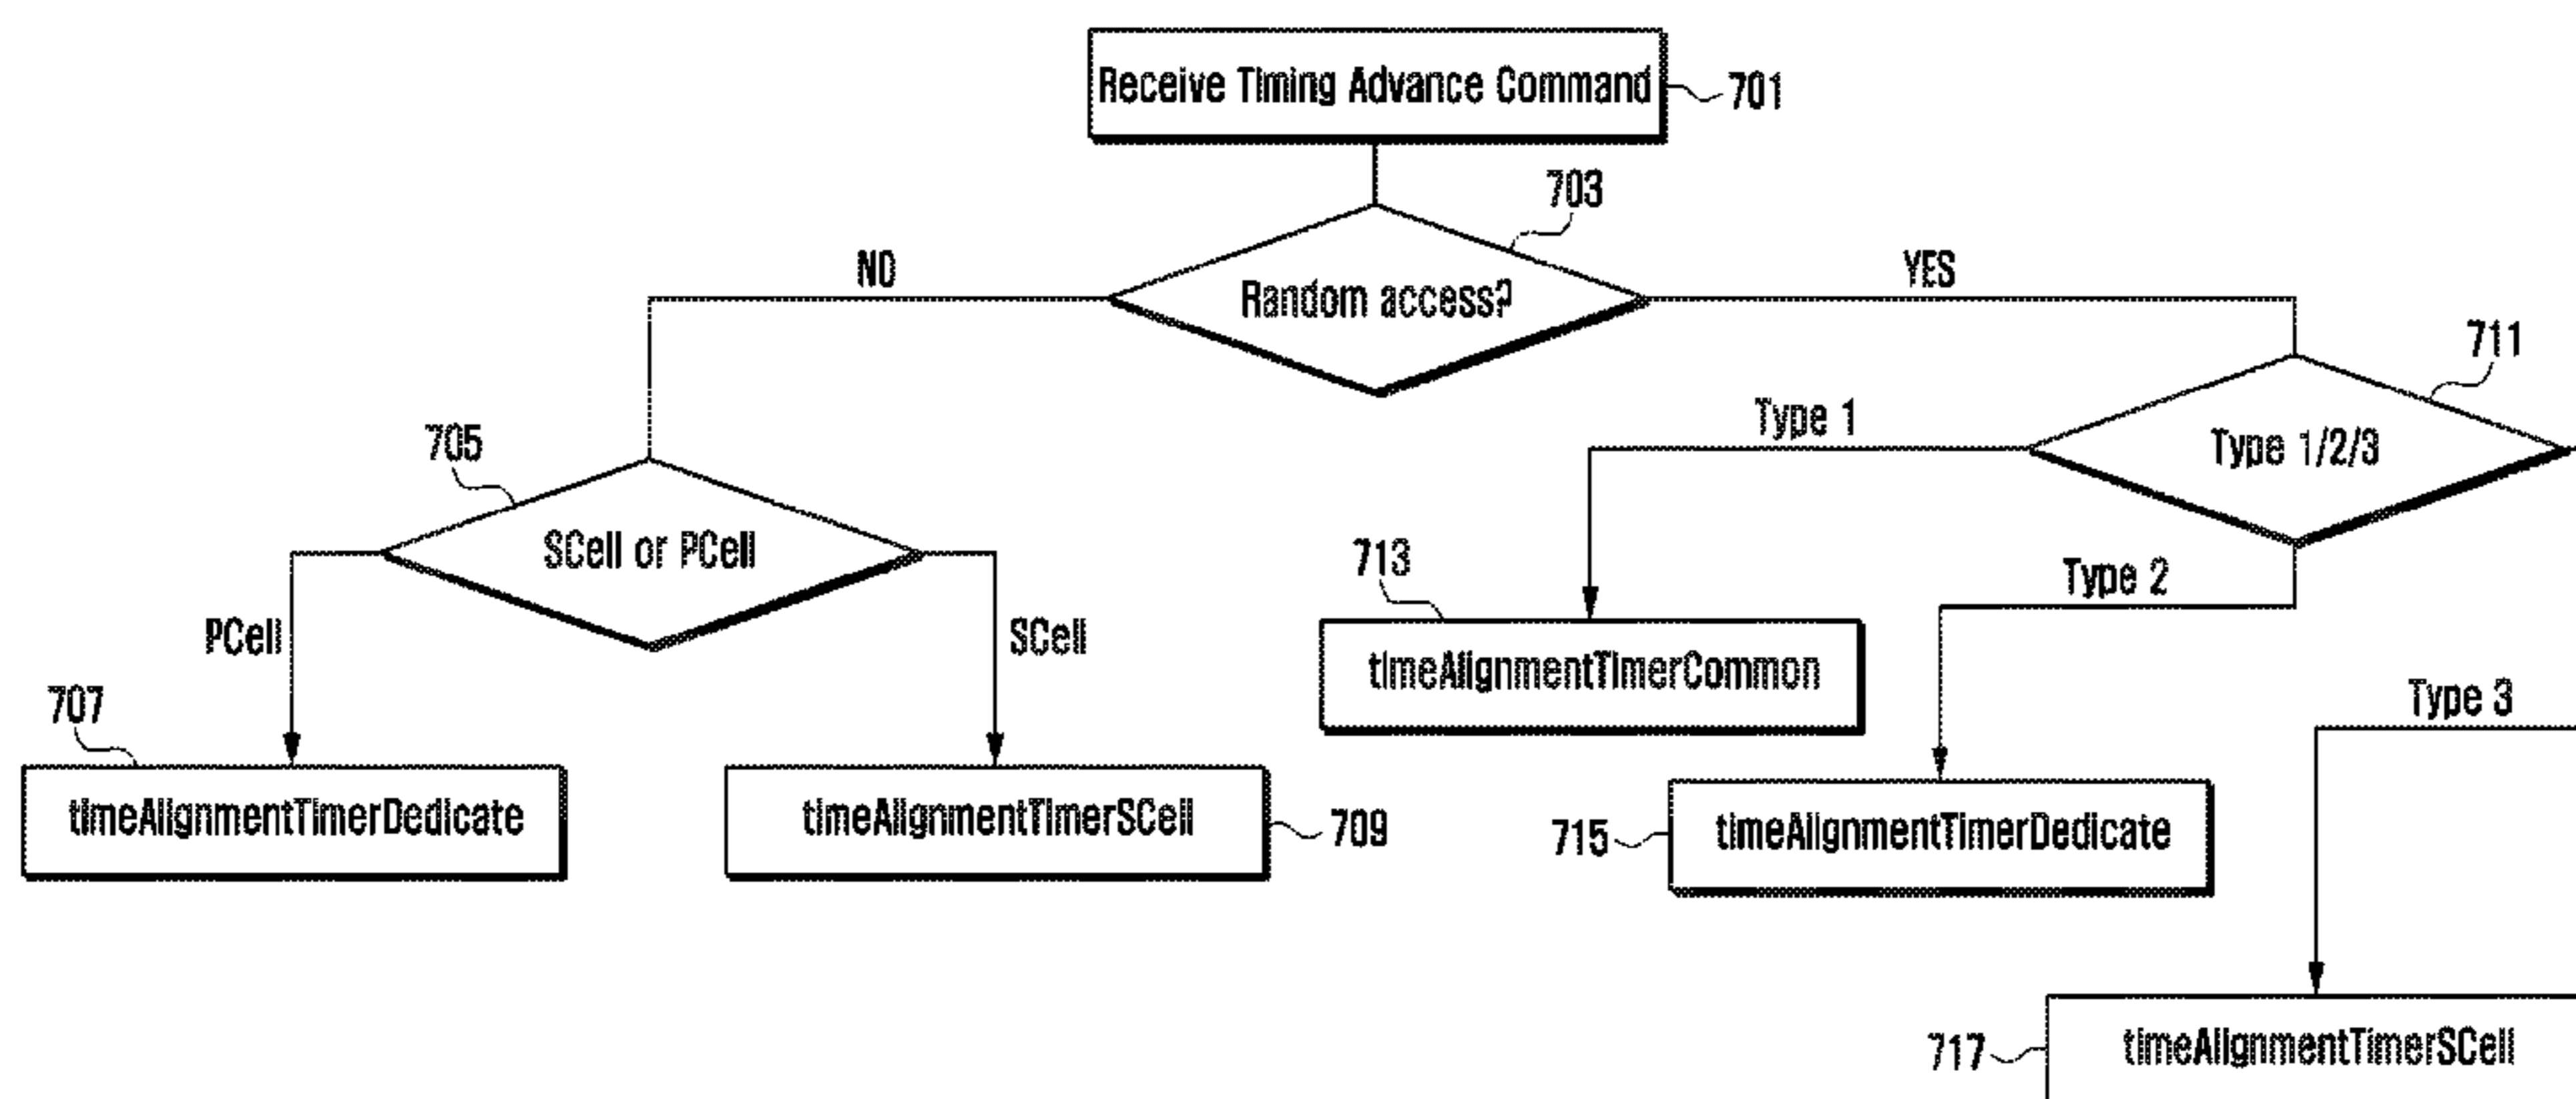 Receive Timing Advance Command
701
703
NO
Random access?
YES
711
Type 1
Type 1/2/3
705
SCell or PCell
713
Type 2
PCell
SCell
timeAlignmentTimerCommon
Type 3
707
timeAlignmentTimerDedicate
timeAlignmentTimerSCell
709
715
timeAlignmentTimerDedicate
717
timeAlignmentTimerSCell